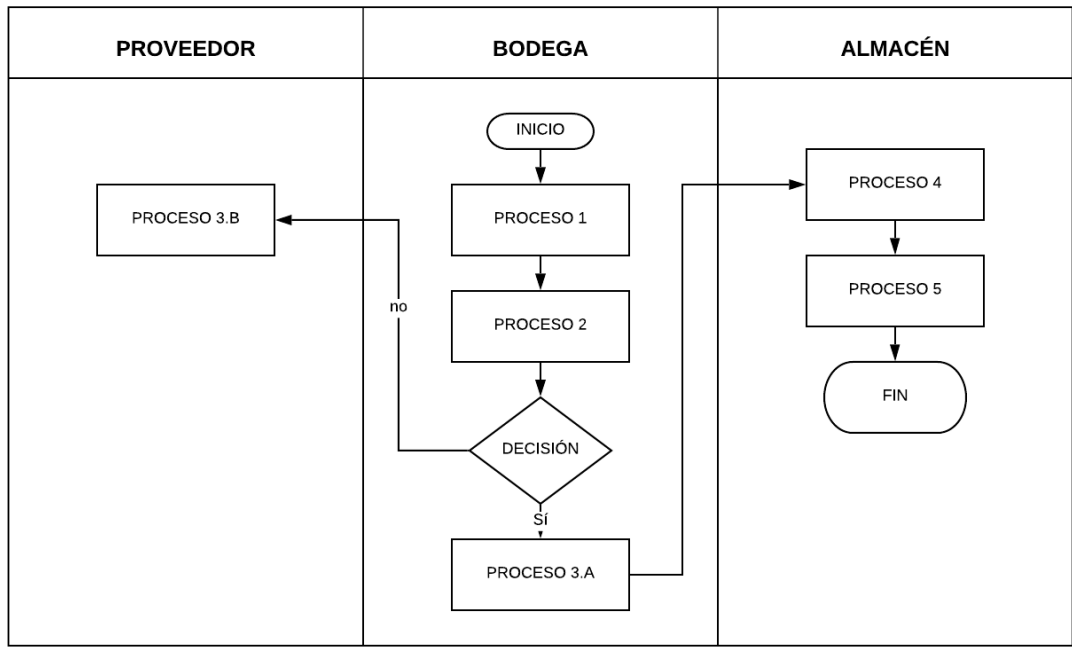 PROVEEDOR
BODEGA
ALMACÉN
INICIO
PROCESO 1
PROCESO 2
DECISIÓN
no
Sí
PROCESO 3.B
PROCESO 3.A
PROCESO 4
PROCESO 5
FIN